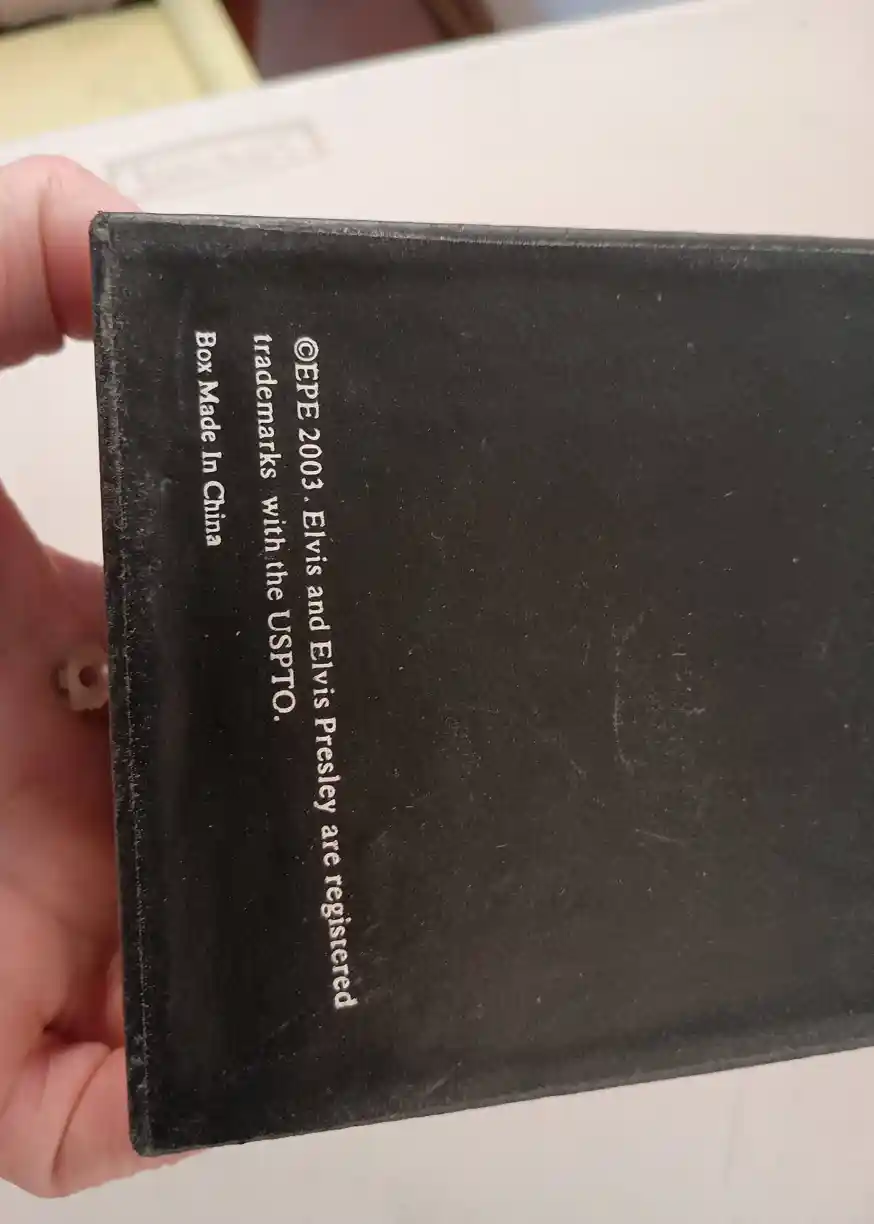 ©EPE 2003. Elvis and Elvis Presley are registered
trademarks with the USPTO.
Box Made In China